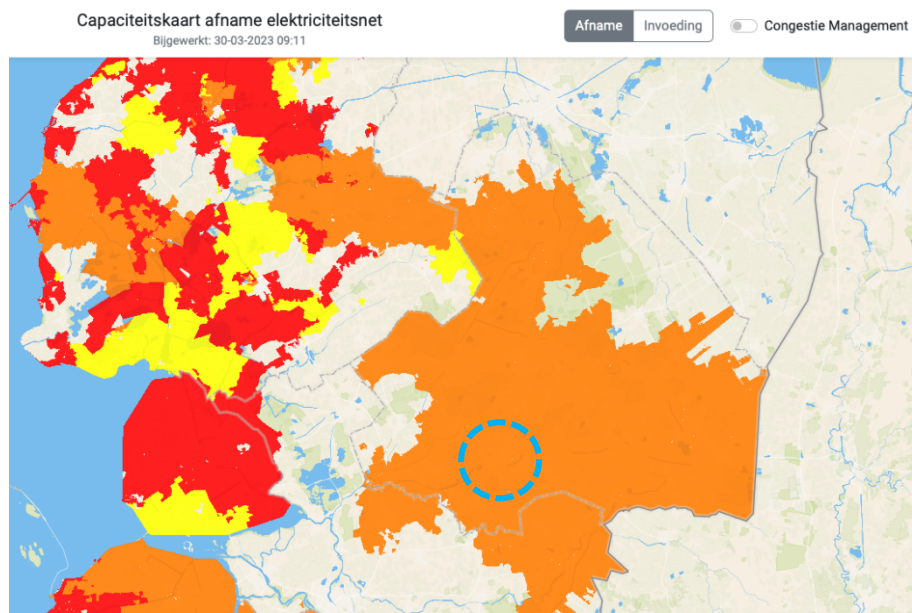 Capaciteitskaart afname elektriciteitsnet
Bijgewerkt: 30-03-2023 09:11
Afname
Invoeding
Congestie Management